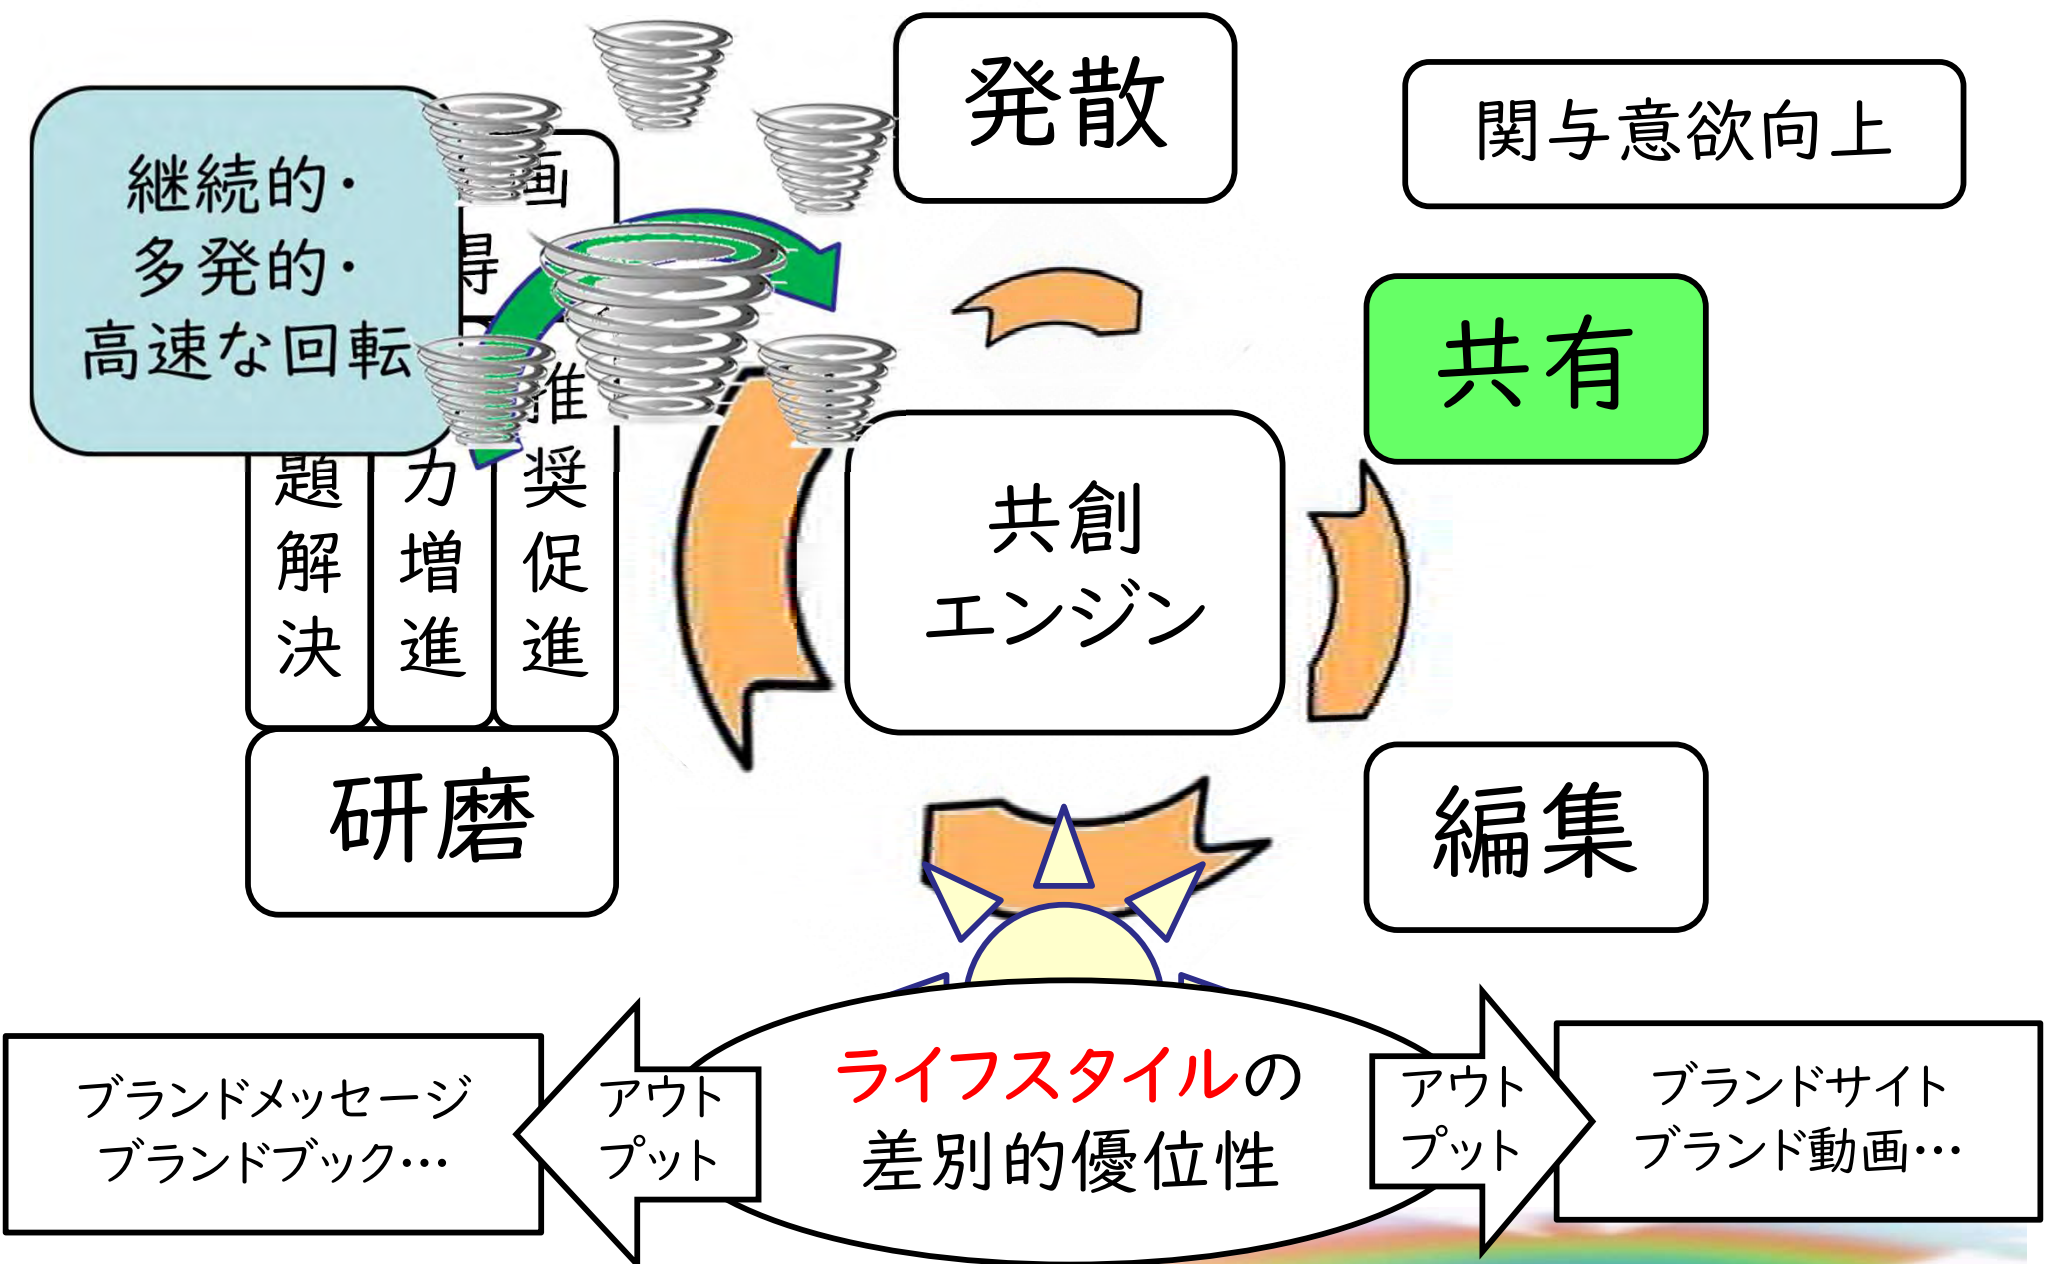 発散
関与意欲向上
継続的・
多発的・
高速な回転
画
得
共有
共創
エンジン
題解決
力増進
推奨促進
研磨
編集
ライフスタイルの
差別的優位性
アウト
プット
ブランドメッセージ
ブランドブック…
アウト
プット
ブランドサイト
ブランド動画…